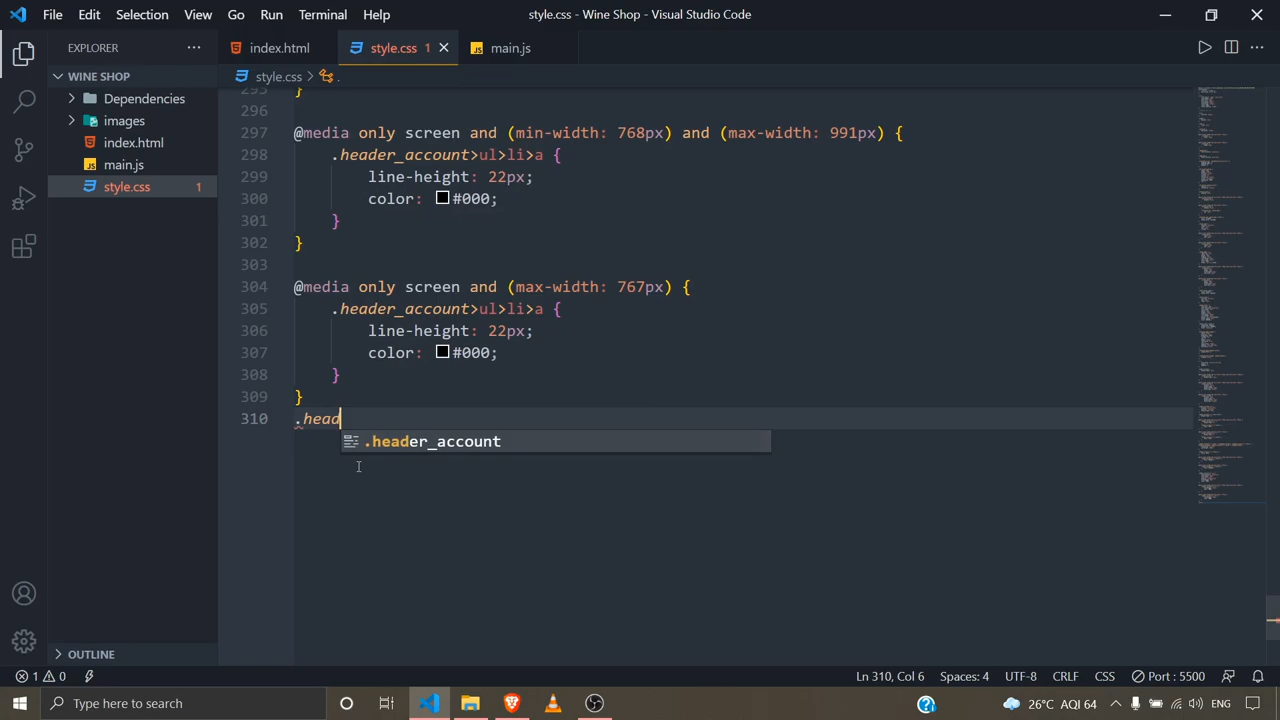 File Edit Selection View Go Run Terminal Help style.css - Wine Shop - Visual Studio Code
EXPLORER
index.html style.css 1 main.js
WINE SHOP
style.css > .
Dependencies
images
index.html
main.js
style.css 1
295 }
296
297 @media only screen and (min-width: 768px) and (max-width: 991px) {
298 .header_account>ul>li>a {
299 line-height: 22px;
300 color: #000;
301 }
302 }
303
304 @media only screen and (max-width: 767px) {
305 .header_account>ul>li>a {
306 line-height: 22px;
307 color: #000;
308 }
309 }
310 .head
.header_account
OUTLINE
1 0 Ln 310, Col 6 Spaces: 4 UTF-8 CRLF CSS Port : 5500
Type here to search 26°C AQI 64 ENG